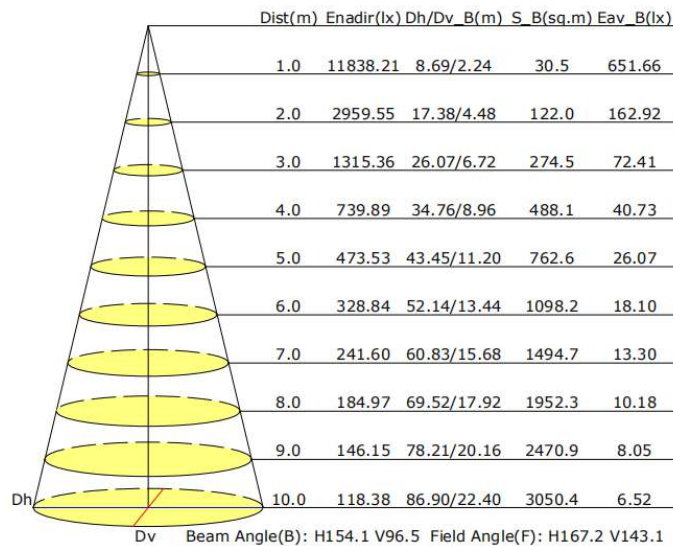 Dist(m) Enadir(lx) Dh/Dv_B(m) S_B(sq.m) Eav_B(lx)
1.0 11838.21 8.69/2.24 30.5 651.66
2.0 2959.55 17.38/4.48 122.0 162.92
3.0 1315.36 26.07/6.72 274.5 72.41
4.0 739.89 34.76/8.96 488.1 40.73
5.0 473.53 43.45/11.20 762.6 26.07
6.0 328.84 52.14/13.44 1098.2 18.10
7.0 241.60 60.83/15.68 1494.7 13.30
8.0 184.97 69.52/17.92 1952.3 10.18
9.0 146.15 78.21/20.16 2470.9 8.05
Dh 10.0 118.38 86.90/22.40 3050.4 6.52
Dv Beam Angle(B): H154.1 V96.5 Field Angle(F): H167.2 V143.1